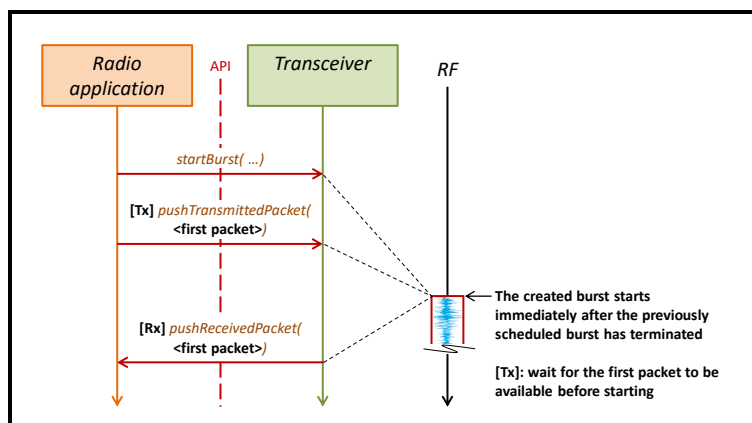 Radio
application
API
Transceiver
RF
startBurst( ...)
[Tx] pushTransmittedPacket(
<first packet>)
[Rx] pushReceivedPacket(
<first packet>)
The created burst starts
immediately after the previously
scheduled burst has terminated
[Tx]: wait for the first packet to be
available before starting